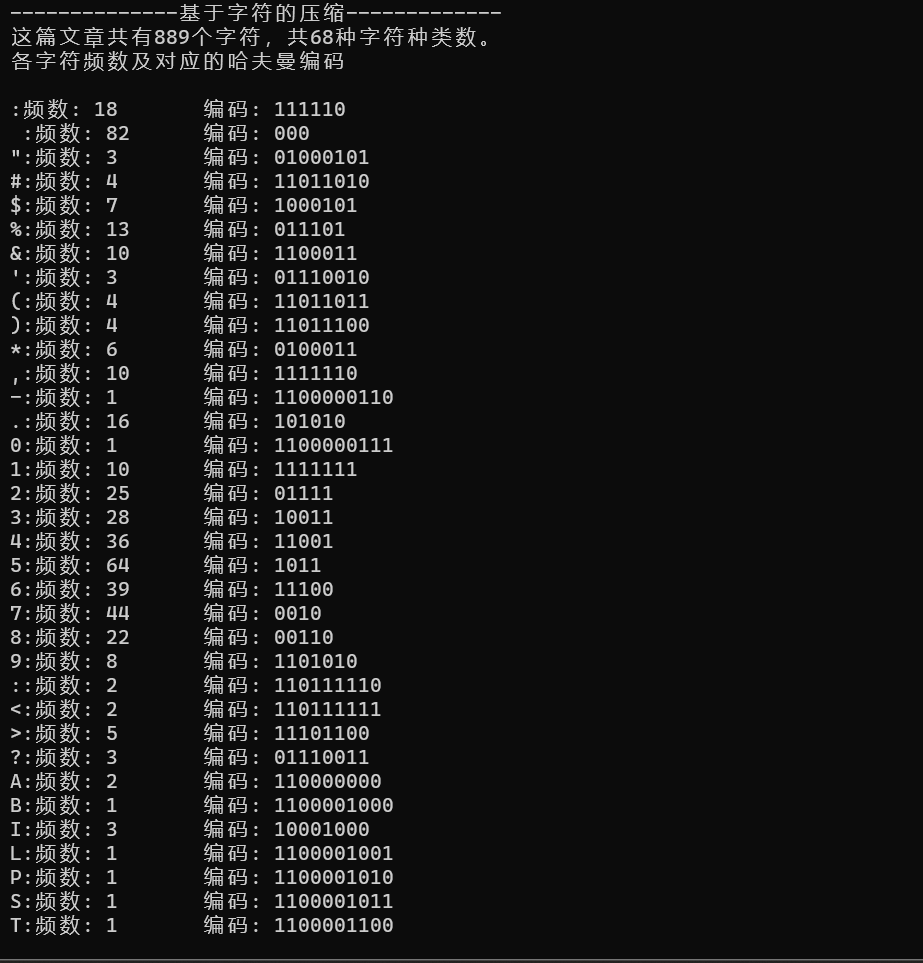 --------------基于字符的压缩-------------
这篇文章共有889个字符，共68种字符种类数。
各字符频数及对应的哈夫曼编码

:频数: 18       编码: 111110
 :频数: 82      编码: 000
":频数: 3       编码: 01000101
#:频数: 4       编码: 11011010
$:频数: 7       编码: 1000101
%:频数: 13      编码: 011101
&:频数: 10      编码: 1100011
':频数: 3       编码: 01110010
(:频数: 4       编码: 11011011
):频数: 4       编码: 11011100
*:频数: 6       编码: 0100011
,:频数: 10      编码: 1111110
-:频数: 1       编码: 1100000110
.:频数: 16      编码: 101010
0:频数: 1       编码: 1100000111
1:频数: 10      编码: 1111111
2:频数: 25      编码: 01111
3:频数: 28      编码: 10011
4:频数: 36      编码: 11001
5:频数: 64      编码: 1011
6:频数: 39      编码: 11100
7:频数: 44      编码: 0010
8:频数: 22      编码: 00110
9:频数: 8       编码: 1101010
::频数: 2       编码: 110111110
<:频数: 2       编码: 110111111
>:频数: 5       编码: 11101100
?:频数: 3       编码: 01110011
A:频数: 2       编码: 110000000
B:频数: 1       编码: 1100001000
I:频数: 3       编码: 10001000
L:频数: 1       编码: 1100001001
P:频数: 1       编码: 1100001010
S:频数: 1       编码: 1100001011
T:频数: 1       编码: 1100001100